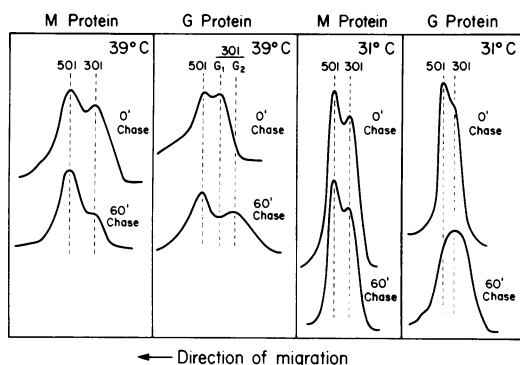 M Protein
G Protein
M Protein
G Protein
39°C
501 301
0'
Chase
60'
Chase
301 39°C
501 G1 G2
0'
Chase
60'
Chase
31°C
501 301
0'
Chase
60'
Chase
31°C
501 301
0'
Chase
60'
Chase
← Direction of migration